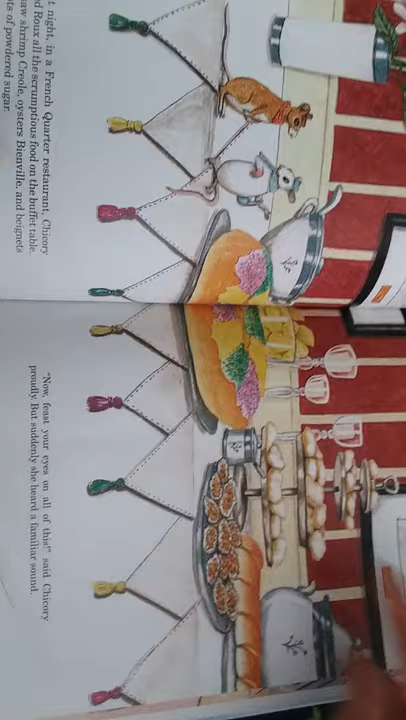 t night, in a French Quarter restaurant, Chicory
d Roux all the scrumptious food on the buffet table.
aw shrimp Creole, oysters Bienville, and beignets
ts of powdered sugar.
"Now, feast your eyes on all of this!" said Chicory
proudly. But suddenly she heard a familiar sound.